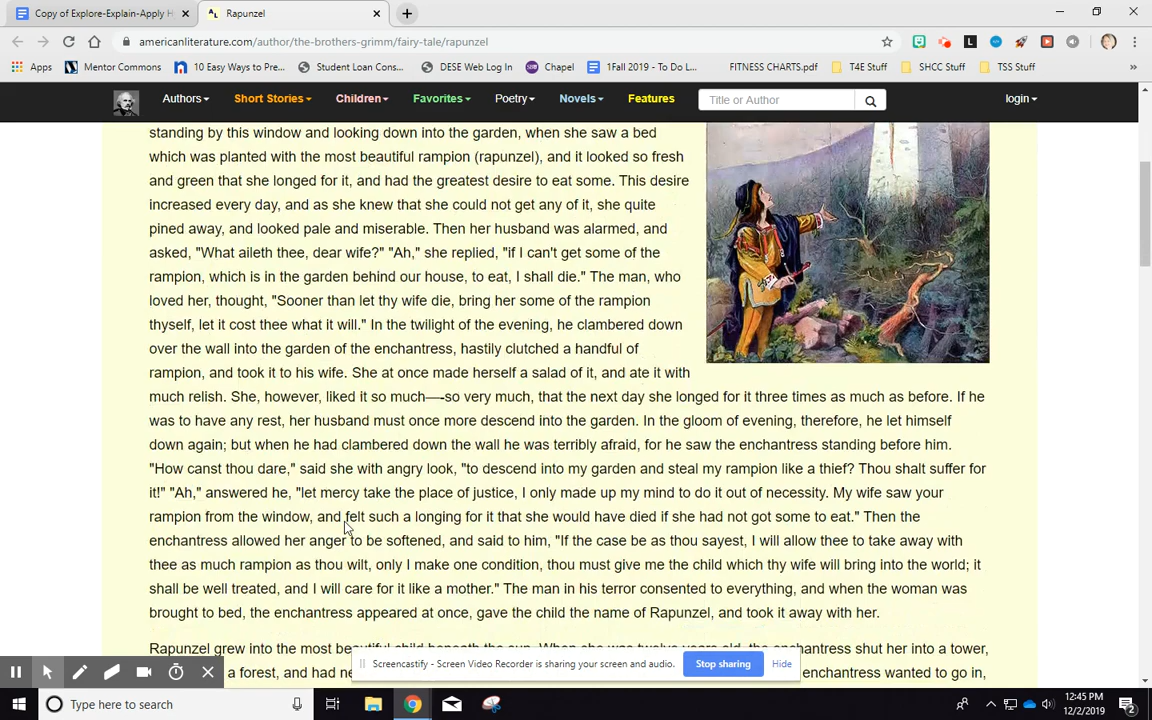 Copy of Explore-Explain-Apply H
Rapunzel
americanliterature.com/author/the-brothers-grimm/fairy-tale/rapunzel
Apps Mentor Commons 10 Easy Ways to Pre... Student Loan Cons... DESE Web Log In Chapel 1Fall 2019 - To Do L... FITNESS CHARTS.pdf T4E Stuff SHCC Stuff TSS Stuff
Authors Short Stories Children Favorites Poetry Novels Features Title or Author login
standing by this window and looking down into the garden, when she saw a bed
which was planted with the most beautiful rampion (rapunzel), and it looked so fresh
and green that she longed for it, and had the greatest desire to eat some. This desire
increased every day, and as she knew that she could not get any of it, she quite
pined away, and looked pale and miserable. Then her husband was alarmed, and
asked, "What aileth thee, dear wife?" "Ah," she replied, "if I can't get some of the
rampion, which is in the garden behind our house, to eat, I shall die." The man, who
loved her, thought, "Sooner than let thy wife die, bring her some of the rampion
thyself, let it cost thee what it will." In the twilight of the evening, he clambered down
over the wall into the garden of the enchantress, hastily clutched a handful of
rampion, and took it to his wife. She at once made herself a salad of it, and ate it with
much relish. She, however, liked it so much—-so very much, that the next day she longed for it three times as much as before. If he
was to have any rest, her husband must once more descend into the garden. In the gloom of evening, therefore, he let himself
down again; but when he had clambered down the wall he was terribly afraid, for he saw the enchantress standing before him.
"How canst thou dare," said she with angry look, "to descend into my garden and steal my rampion like a thief? Thou shalt suffer for
it!" "Ah," answered he, "let mercy take the place of justice, I only made up my mind to do it out of necessity. My wife saw your
rampion from the window, and felt such a longing for it that she would have died if she had not got some to eat." Then the
enchantress allowed her anger to be softened, and said to him, "If the case be as thou sayest, I will allow thee to take away with
thee as much rampion as thou wilt, only I make one condition, thou must give me the child which thy wife will bring into the world; it
shall be well treated, and I will care for it like a mother." The man in his terror consented to everything, and when the woman was
brought to bed, the enchantress appeared at once, gave the child the name of Rapunzel, and took it away with her.
Rapunzel grew into the most beautiful child beneath the sun. When she was twelve years old, the enchantress shut her into a tower,
a forest, and had enchantress wanted to go in,
Screencastify - Screen Video Recorder is sharing your screen and audio. Stop sharing Hide
Type here to search
12:45 PM
12/2/2019
2